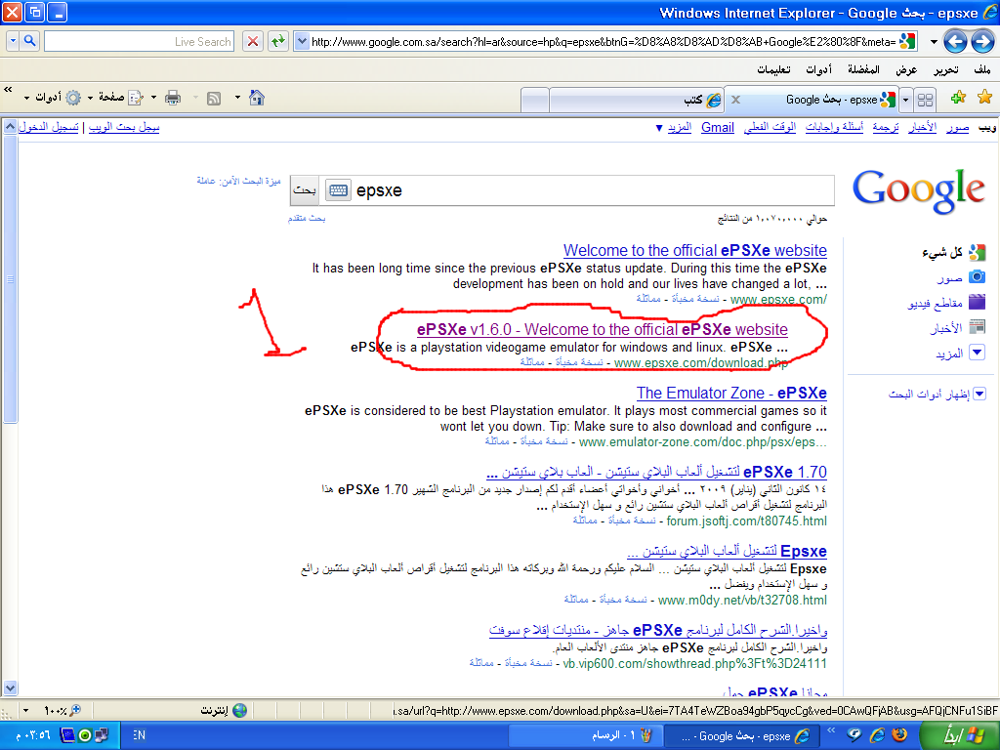 epsxe - بحث Google - Windows Internet Explorer
http://www.google.com.sa/search?hl=ar&source=hp&q=epsxe&btnG=%D8%A8%D8%AD%D8%AB+Google%E2%80%8F&meta=
Live Search
ملف تحرير عرض المفضلة أدوات تعليمات
epsxe - بحث Google
كتب
صفحة
أدوات
ويب صور الأخبار ترجمة أسئلة وإجابات الوقت الفعلي Gmail المزيد ▼
سجل بحث الويب | تسجيل الدخول
Google
epsxe
بحث
ميزة البحث الآمن: عاملة
حوالي ١,٠٧٠,٠٠٠ من النتائج
بحث متقدم
كل شيء
صور
مقاطع فيديو
الأخبار
المزيد
إظهار أدوات البحث
Welcome to the official ePSXe website
It has been long time since the previous ePSXe status update. During this time the ePSXe
development has been on hold and our lives have changed a lot, ...
www.epsxe.com/ - نسخة مخبأة - مماثلة
ePSXe v1.6.0 - Welcome to the official ePSXe website
ePSXe is a playstation videogame emulator for windows and linux. ePSXe ...
www.epsxe.com/download.php - نسخة مخبأة - مماثلة
The Emulator Zone - ePSXe
ePSXe is considered to be best Playstation emulator. It plays most commercial games so it
wont let you down. Tip: Make sure to also download and configure ...
www.emulator-zone.com/doc.php/psx/eps... - نسخة مخبأة - مماثلة
ePSXe 1.70 لتشغيل ألعاب البلاي ستيشن - العاب بلاي ستيشن ...
١٤ كانون الثاني (يناير) ٢٠٠٩ ... أخواني وأخواتي أعضاء أقدم لكم إصدار جديد من البرنامج الشهير ePSXe 1.70 هذا
البرنامج لتشغيل أقراص ألعاب البلاي ستشين رائع و سهل الإستخدام ...
forum.jsoftj.com/t80745.html - نسخة مخبأة - مماثلة
Epsxe لتشغيل ألعاب البلاي ستيشن ...
Epsxe لتشغيل ألعاب البلاي ستيشن ... السلام عليكم ورحمة الله وبركاته هذا البرنامج لتشغيل أقراص ألعاب البلاي ستشين رائع
و سهل الإستخدام ويفضل ...
www.m0dy.net/vb/t32708.html - نسخة مخبأة - مماثلة
واخيرا.الشرح الكامل لبرنامج ePSXe جاهز - منتديات إقلاع سوفت
واخيرا.الشرح الكامل لبرنامج ePSXe جاهز منتدى الألعاب العام.
vb.vip600.com/showthread.php%3Ft%3D24111 - نسخة مخبأة - مماثلة
.sa/url?q=http://www.epsxe.com/download.php&sa=U&ei=7TA4TeWZBoa94gbP5qycCg&ved=0CAwQFjAB&usg=AFQjCNFu1SiBF
إنترنت
١٠٠%
ابدأ
epsxe - بحث Google - ...
١ - الرسام
EN
٠٣:٥٦ م